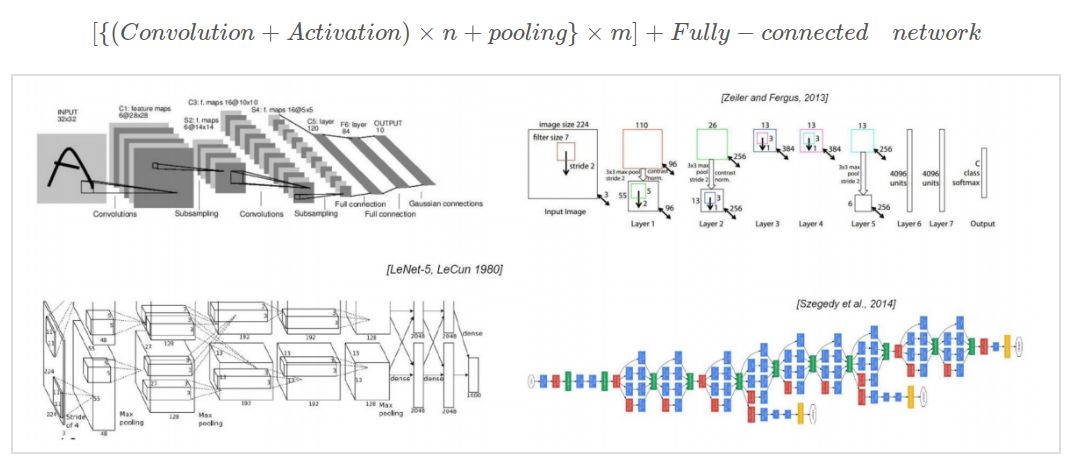 [{(Convolution + Activation) × n + pooling} × m] + Fully − connected network
INPUT
32x32
C1: feature maps
6@28x28
C3: f. maps 16@10x10
S4: f. maps 16@5x5
S2: f. maps
6@14x14
C5: layer
120
F6: layer
84
OUTPUT
10
Convolutions
Subsampling
Convolutions
Subsampling
Full connection
Full connection
Gaussian connections
[LeNet-5, LeCun 1980]
[Zeiler and Fergus, 2013]
image size 224
filter size 7
stride 2
3
Input Image
110
96
3x3 max pool
stride 2
contrast
norm.
55
5
2
96
Layer 1
26
256
3x3 max
pool
stride 2
contrast
norm.
13
3
1
256
Layer 2
13
3
1
384
Layer 3
13
3
1
384
Layer 4
13
256
3x3 max
pool
stride 2
6
256
Layer 5
4096
units
Layer 6
4096
units
Layer 7
C
class
softmax
Output
224
Stride
of 4
3
55
48
48
Max
pooling
27
128
128
Max
pooling
13
192
192
192
13
128
128
Max
pooling
2048
2048
dense
dense
dense
2048
2048
1000
[Szegedy et al., 2014]